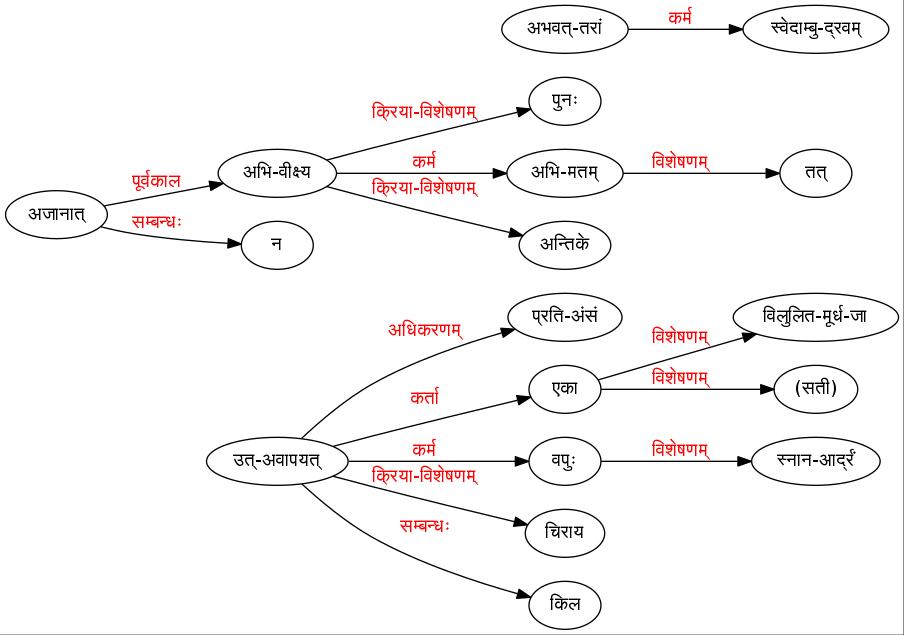 अभवत्-तरां
कर्म
स्वेदाम्बु-द्रवम्
क्रिया-विशेषणम्
पुनः
पूर्वकाल
अभि-वीक्ष्य
कर्म
अभि-मतम्
विशेषणम्
तत्
क्रिया-विशेषणम्
अजानात्
सम्बन्धः
न
अन्तिके
अधिकरणम्
प्रति-अंसं
विशेषणम्
विलुलित-मूर्ध-जा
कर्ता
एका
विशेषणम्
(सती)
उत्-अवापयत्
कर्म
वपुः
विशेषणम्
स्नान-आर्द्रं
क्रिया-विशेषणम्
चिराय
सम्बन्धः
किल